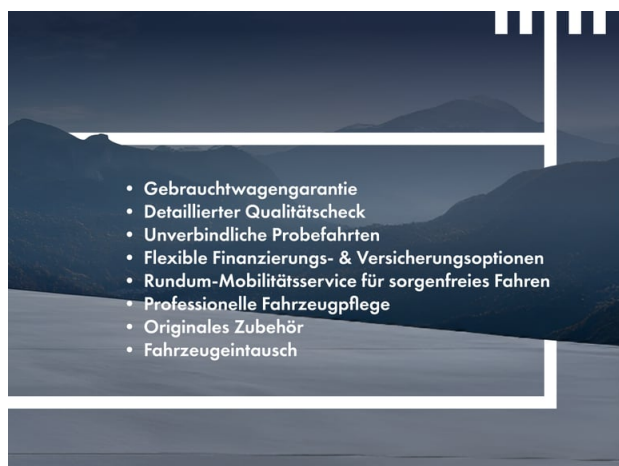 • Gebrauchtwagengarantie
• Detaillierter Qualitätscheck
• Unverbindliche Probefahrten
• Flexible Finanzierungs- & Versicherungsoptionen
• Rundum-Mobilitätsservice für sorgenfreies Fahren
• Professionelle Fahrzeugpflege
• Originales Zubehör
• Fahrzeugeintausch